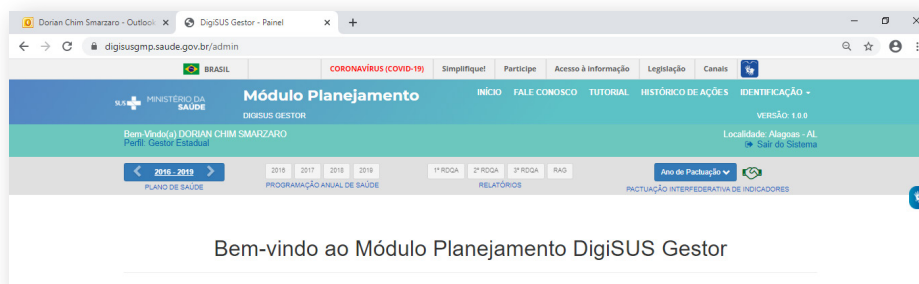 Dorian Chim Smarzaro - Outlook
DigiSUS Gestor - Painel
digisusgmp.saude.gov.br/admin
BRASIL
CORONAVÍRUS (COVID-19)
Simplifique!
Participe
Acesso à informação
Legislação
Canais
SUS
MINISTÉRIO DA
SAÚDE
Módulo Planejamento
DIGISUS GESTOR
INÍCIO
FALE CONOSCO
TUTORIAL
HISTÓRICO DE AÇÕES
IDENTIFICAÇÃO
VERSÃO: 1.0.0
Bem-Vindo(a) DORIAN CHIM SMARZARO
Perfil: Gestor Estadual
Localidade: Alagoas - AL
Sair do Sistema
2016 - 2019
PLANO DE SAÚDE
2016 2017 2018 2019
PROGRAMAÇÃO ANUAL DE SAÚDE
1º RDQA 2º RDQA 3º RDQA RAG
RELATÓRIOS
Ano de Pactuação
PACTUAÇÃO INTERFEDERATIVA DE INDICADORES
Bem-vindo ao Módulo Planejamento DigiSUS Gestor